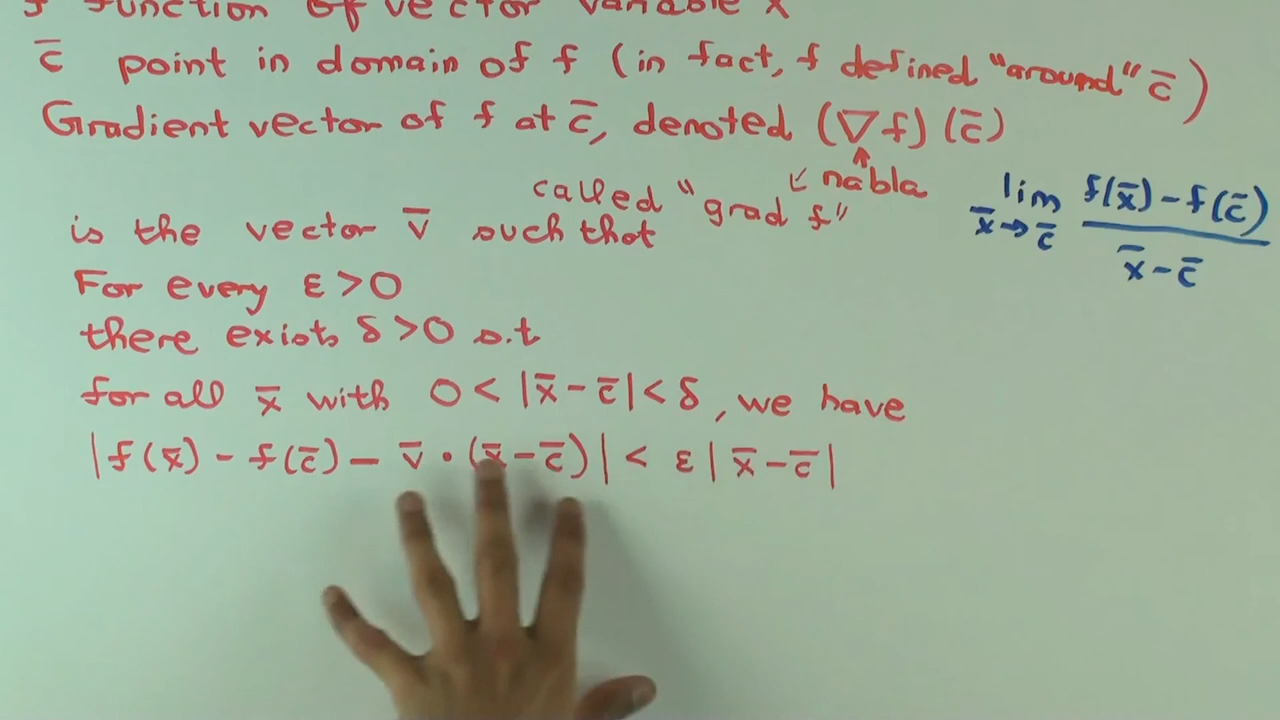 f function of vector variable x̄
c̄ point in domain of f (in fact, f defined "around" c̄)
Gradient vector of f at c̄, denoted (∇f)(c̄)
↑
↙ nabla
called "grad f"
is the vector v̄ such that
For every ε>0
there exists δ>0 s.t
for all x̄ with 0 < |x̄ - c̄| < δ, we have
|f(x̄) - f(c̄) - v̄ · (x̄ - c̄)| < ε |x̄ - c̄|
lim f(x̄) - f(c̄)
x̄→c̄ x̄ - c̄